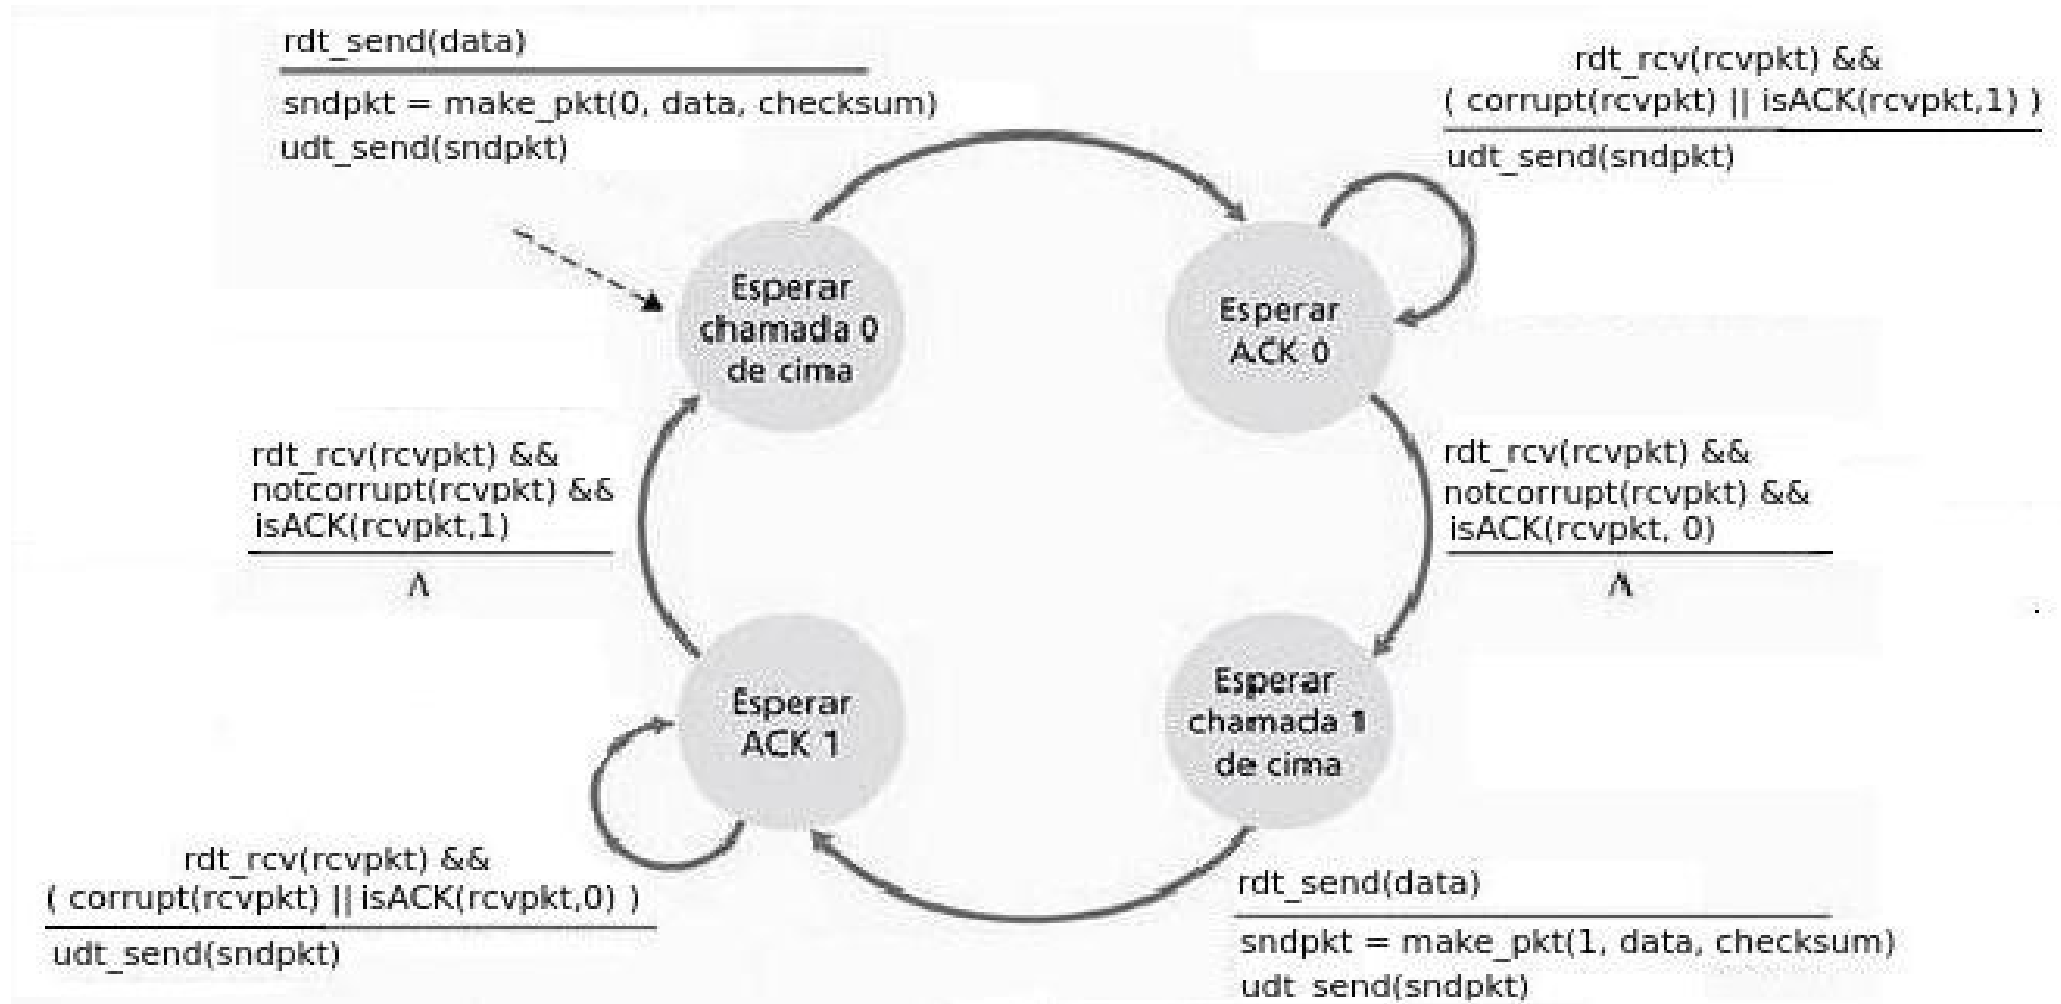 rdt_send(data)
sndpkt = make_pkt(0, data, checksum)
udt_send(sndpkt)
rdt_rcv(rcvpkt) &&
( corrupt(rcvpkt) || isACK(rcvpkt,1) )
udt_send(sndpkt)
Esperar
chamada 0
de cima
Esperar
ACK 0
rdt_rcv(rcvpkt) &&
notcorrupt(rcvpkt) &&
isACK(rcvpkt,1)
Λ
rdt_rcv(rcvpkt) &&
notcorrupt(rcvpkt) &&
isACK(rcvpkt, 0)
Λ
Esperar
ACK 1
Esperar
chamada 1
de cima
rdt_rcv(rcvpkt) &&
( corrupt(rcvpkt) || isACK(rcvpkt,0) )
udt_send(sndpkt)
rdt_send(data)
sndpkt = make_pkt(1, data, checksum)
udt_send(sndpkt)